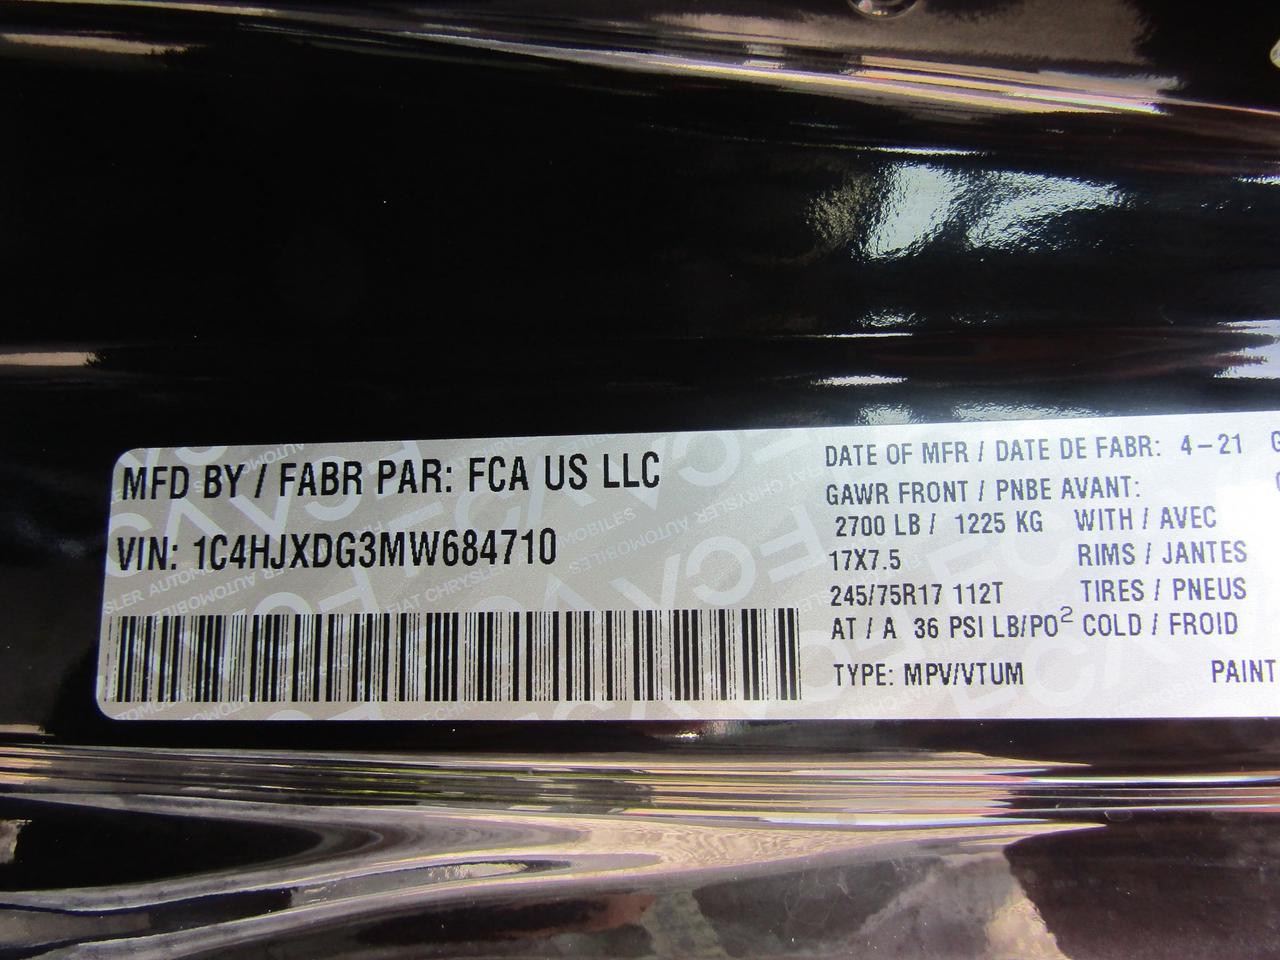 MFD BY / FABR PAR: FCA US LLC
VIN: 1C4HJXDG3MW684710
DATE OF MFR / DATE DE FABR: 4-21 G
GAWR FRONT / PNBE AVANT:
2700 LB / 1225 KG WITH / AVEC
17X7.5 RIMS / JANTES
245/75R17 112T TIRES / PNEUS
AT / A 36 PSI LB/PO² COLD / FROID
TYPE: MPV/VTUM PAINT